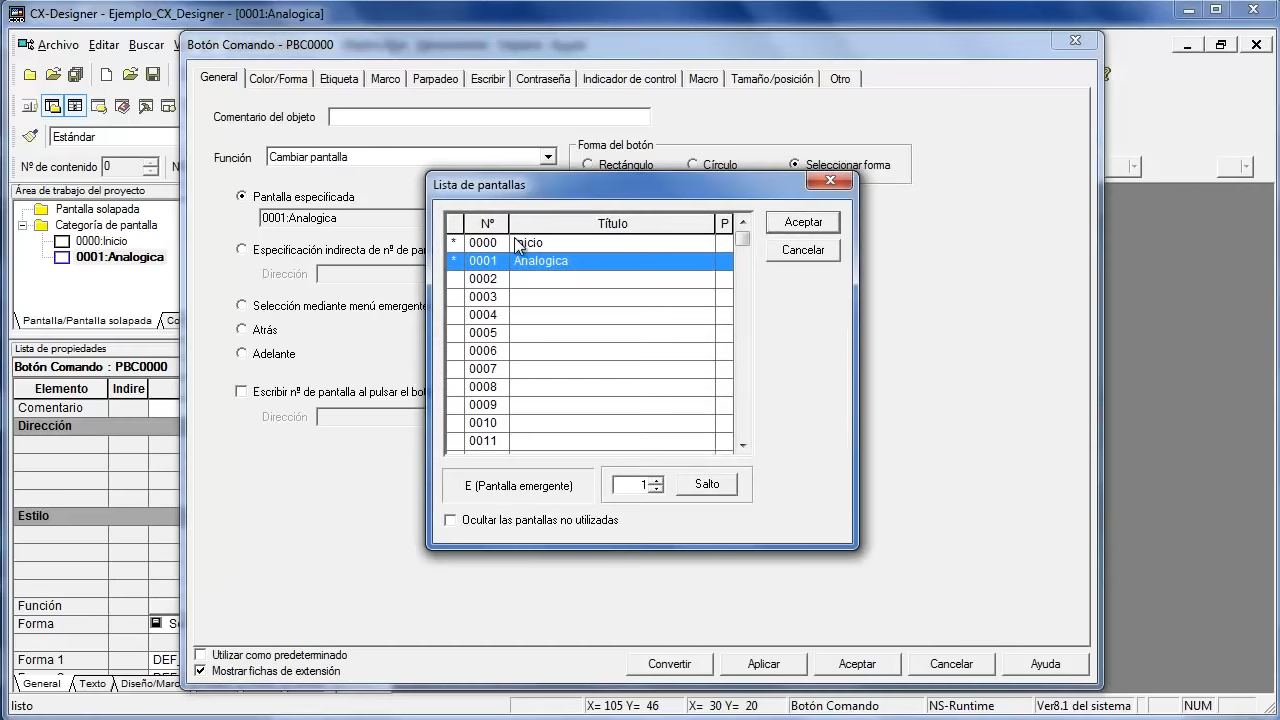 CX-Designer - Ejemplo_CX_Designer - [0001:Analogica]
Archivo Editar Buscar
Estándar
Nº de contenido 0
Área de trabajo del proyecto
Pantalla solapada
Categoría de pantalla
0000:Inicio
0001:Analogica
Pantalla/Pantalla solapada
Lista de propiedades
Botón Comando : PBC0000
Elemento Indire
Comentario
Dirección
Estilo
Función
Forma
Forma 1 DEF_
General Texto
listo
Botón Comando - PBC0000
General Color/Forma Etiqueta Marco Parpadeo Escribir Contraseña Indicador de control Macro Tamaño/posición Otro
Comentario del objeto
Función Cambiar pantalla
Forma del botón
Rectángulo Círculo Seleccionar forma
Pantalla especificada
0001:Analogica
Especificación indirecta de nº de
Dirección
Selección mediante menú emergente
Atrás
Adelante
Escribir nº de pantalla al pulsar el
Dirección
Utilizar como predeterminado
Mostrar fichas de extensión
Convertir Aplicar Aceptar Cancelar Ayuda
Lista de pantallas
Nº Título P
* 0000 Inicio
* 0001 Analogica
0002
0003
0004
0005
0006
0007
0008
0009
0010
0011
Aceptar
Cancelar
E (Pantalla emergente) 1 Salto
Ocultar las pantallas no utilizadas
X= 105 Y= 46 X= 30 Y= 20 Botón Comando NS-Runtime Ver8.1 del sistema NUM